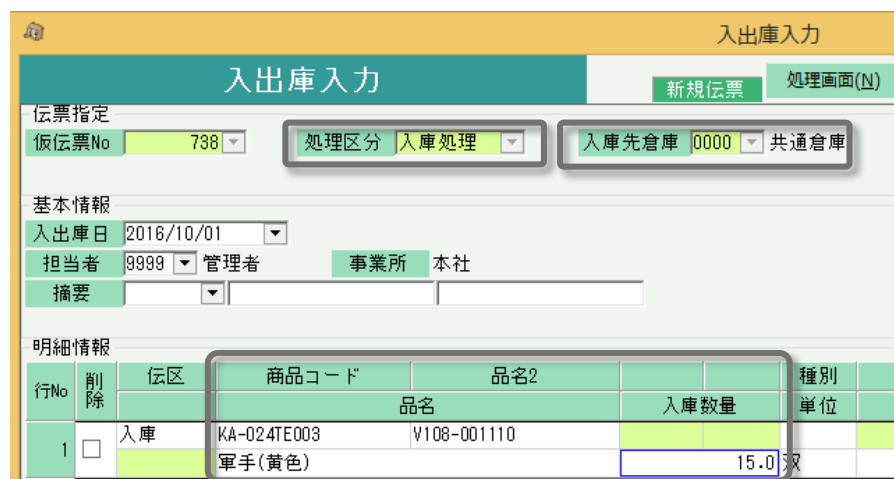 入出庫入力
入出庫入力 新規伝票 処理画面(N)
伝票指定
仮伝票No 738 処理区分 入庫処理 入庫先倉庫 0000 共通倉庫
基本情報
入出庫日 2016/10/01
担当者 9999 管理者 事業所 本社
摘要
明細情報
行No 削除 伝区 商品コード 品名2 種別
品名 入庫数量 単位
1 入庫 KA-024TE003 V108-001110
軍手(黄色) 15.0 双